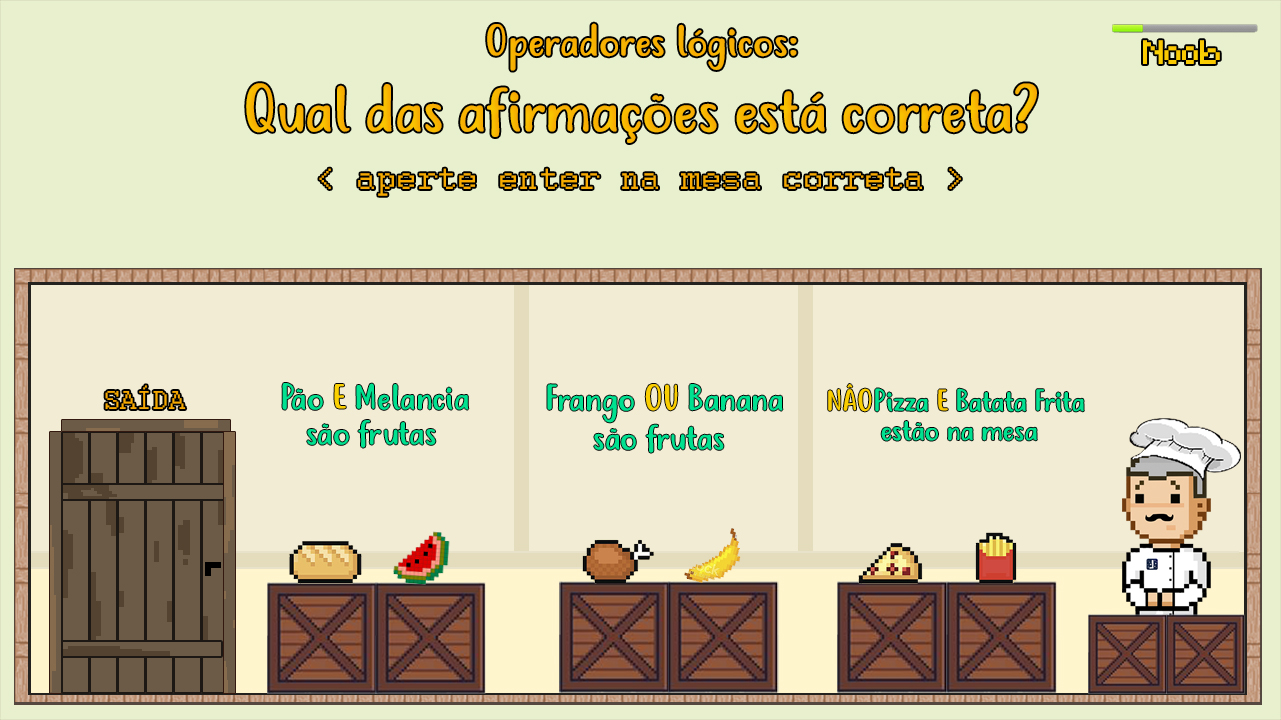 Operadores lógicos:
Noob
Qual das afirmações está correta?
< aperte enter na mesa correta >
SAÍDA
Pão E Melancia
são frutas
Frango OU Banana
são frutas
NÂOPizza E Batata Frita
estão na mesa